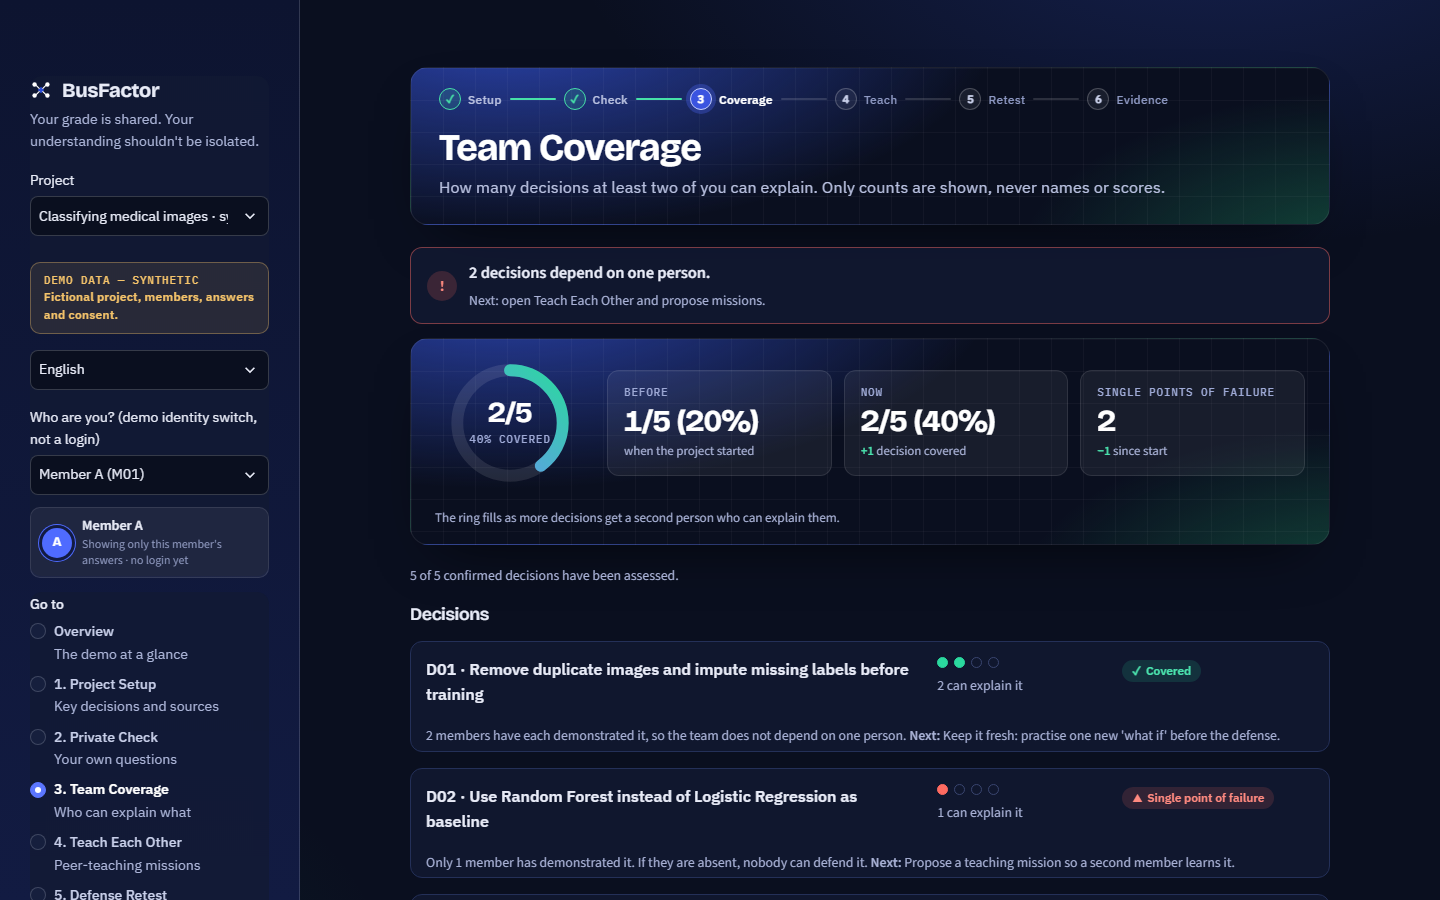 BusFactor
Your grade is shared. Your
understanding shouldn't be isolated.
Project
Classifying medical images ·
DEMO DATA — SYNTHETIC
Fictional project, members, answers
and consent.
English
Who are you? (demo identity switch,
not a login)
Member A (M01)
A
Member A
Showing only this member's
answers · no login yet
Go to
Overview
The demo at a glance
1. Project Setup
Key decisions and sources
2. Private Check
Your own questions
3. Team Coverage
Who can explain what
4. Teach Each Other
Peer-teaching missions
5. Defense Retest
✓ Setup ✓ Check 3 Coverage 4 Teach 5 Retest 6 Evidence
Team Coverage
How many decisions at least two of you can explain. Only counts are shown, never names or scores.
! 2 decisions depend on one person.
Next: open Teach Each Other and propose missions.
2/5
40% COVERED
BEFORE
1/5 (20%)
when the project started
NOW
2/5 (40%)
+1 decision covered
SINGLE POINTS OF FAILURE
2
−1 since start
The ring fills as more decisions get a second person who can explain them.
5 of 5 confirmed decisions have been assessed.
Decisions
D01 · Remove duplicate images and impute missing labels before
training
2 can explain it
✓ Covered
2 members have each demonstrated it, so the team does not depend on one person. Next: Keep it fresh: practise one new 'what if' before the defense.
D02 · Use Random Forest instead of Logistic Regression as
baseline
1 can explain it
▲ Single point of failure
Only 1 member has demonstrated it. If they are absent, nobody can defend it. Next: Propose a teaching mission so a second member learns it.